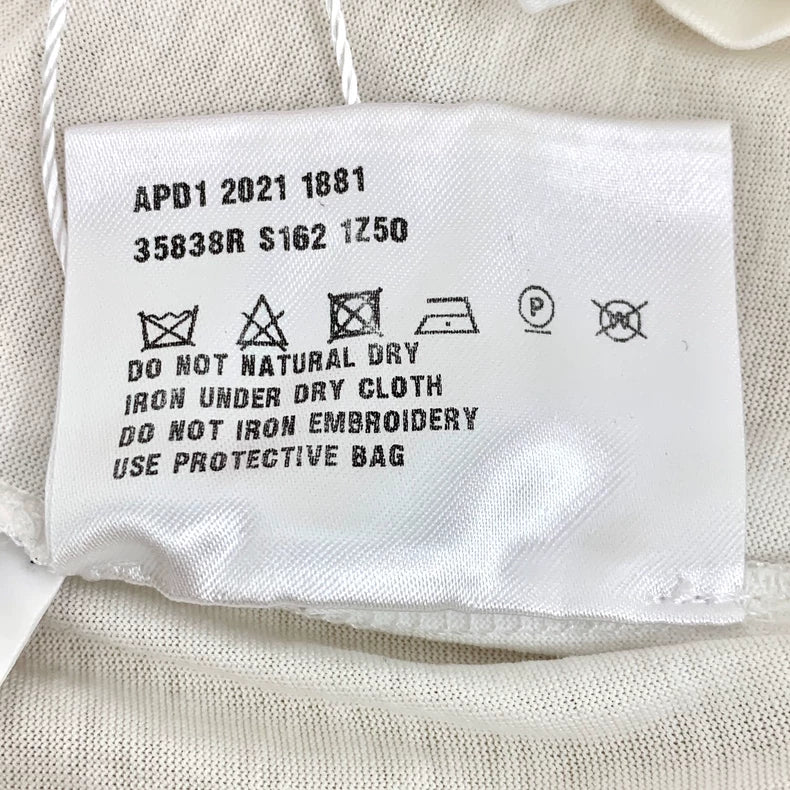 APD1 2021 1881
35838R S162 1Z50
P W
DO NOT NATURAL DRY
IRON UNDER DRY CLOTH
DO NOT IRON EMBROIDERY
USE PROTECTIVE BAG